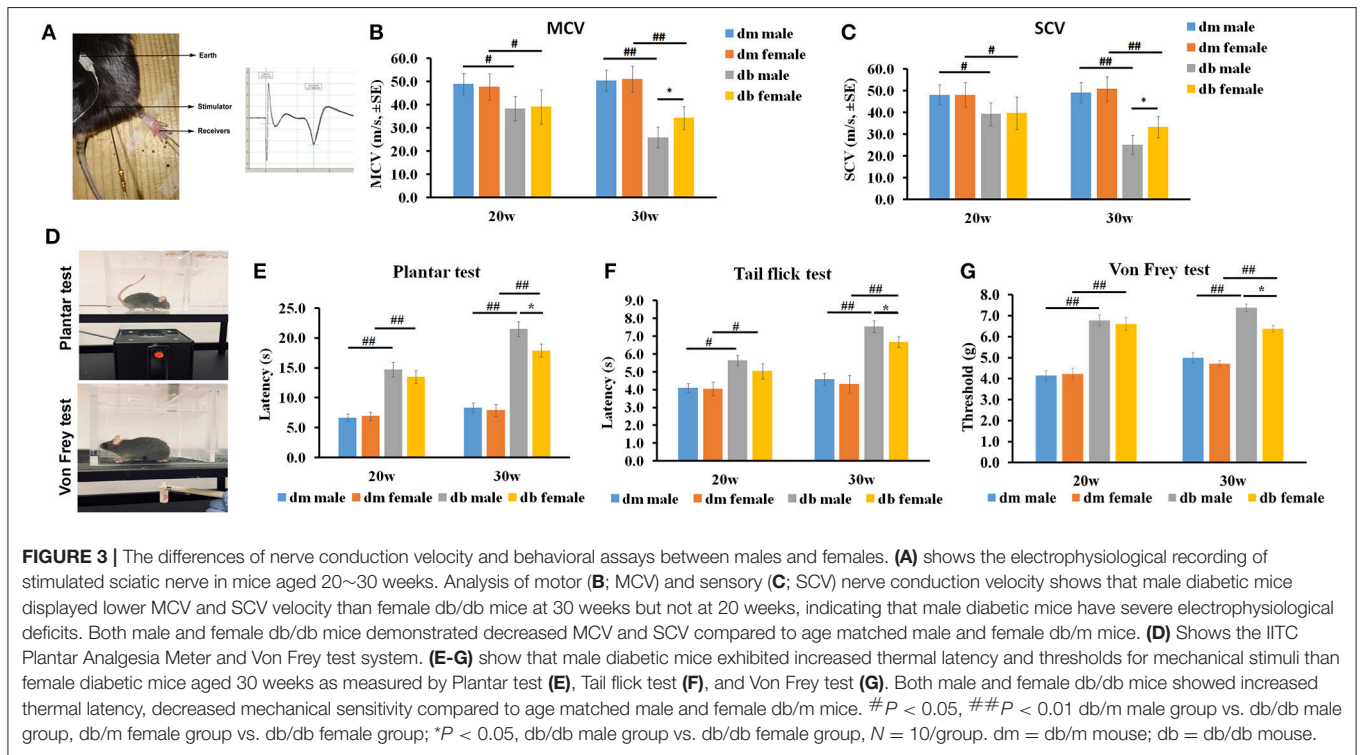 A
Earth
Stimulator
Receivers
B
MCV
MCV (m/s, ±SE)
60.0
50.0
40.0
30.0
20.0
10.0
0.0
#
#
##
##
*
20w
30w
dm male
dm female
db male
db female
C
SCV
SCV (m/s, ±SE)
60.0
50.0
40.0
30.0
20.0
10.0
0.0
#
#
##
##
*
20w
30w
dm male
dm female
db male
db female
D
Plantar test
Von Frey test
E
Plantar test
Latency (s)
25.0
20.0
15.0
10.0
5.0
0.0
##
##
##
##
*
20w
30w
dm male
dm female
db male
db female
F
Tail flick test
Latency (s)
9.0
8.0
7.0
6.0
5.0
4.0
3.0
2.0
1.0
0.0
#
#
##
##
*
20w
30w
dm male
dm female
db male
db female
G
Von Frey test
Threshold (g)
8.0
7.0
6.0
5.0
4.0
3.0
2.0
1.0
0.0
##
##
##
##
*
20w
30w
dm male
dm female
db male
db female
FIGURE 3 | The differences of nerve conduction velocity and behavioral assays between males and females. (A) shows the electrophysiological recording of
stimulated sciatic nerve in mice aged 20~30 weeks. Analysis of motor (B; MCV) and sensory (C; SCV) nerve conduction velocity shows that male diabetic mice
displayed lower MCV and SCV velocity than female db/db mice at 30 weeks but not at 20 weeks, indicating that male diabetic mice have severe electrophysiological
deficits. Both male and female db/db mice demonstrated decreased MCV and SCV compared to age matched male and female db/m mice. (D) Shows the IITC
Plantar Analgesia Meter and Von Frey test system. (E-G) show that male diabetic mice exhibited increased thermal latency and thresholds for mechanical stimuli than
female diabetic mice aged 30 weeks as measured by Plantar test (E), Tail flick test (F), and Von Frey test (G). Both male and female db/db mice showed increased
thermal latency, decreased mechanical sensitivity compared to age matched male and female db/m mice. #P < 0.05, ##P < 0.01 db/m male group vs. db/db male
group, db/m female group vs. db/db female group; *P < 0.05, db/db male group vs. db/db female group, N = 10/group. dm = db/m mouse; db = db/db mouse.